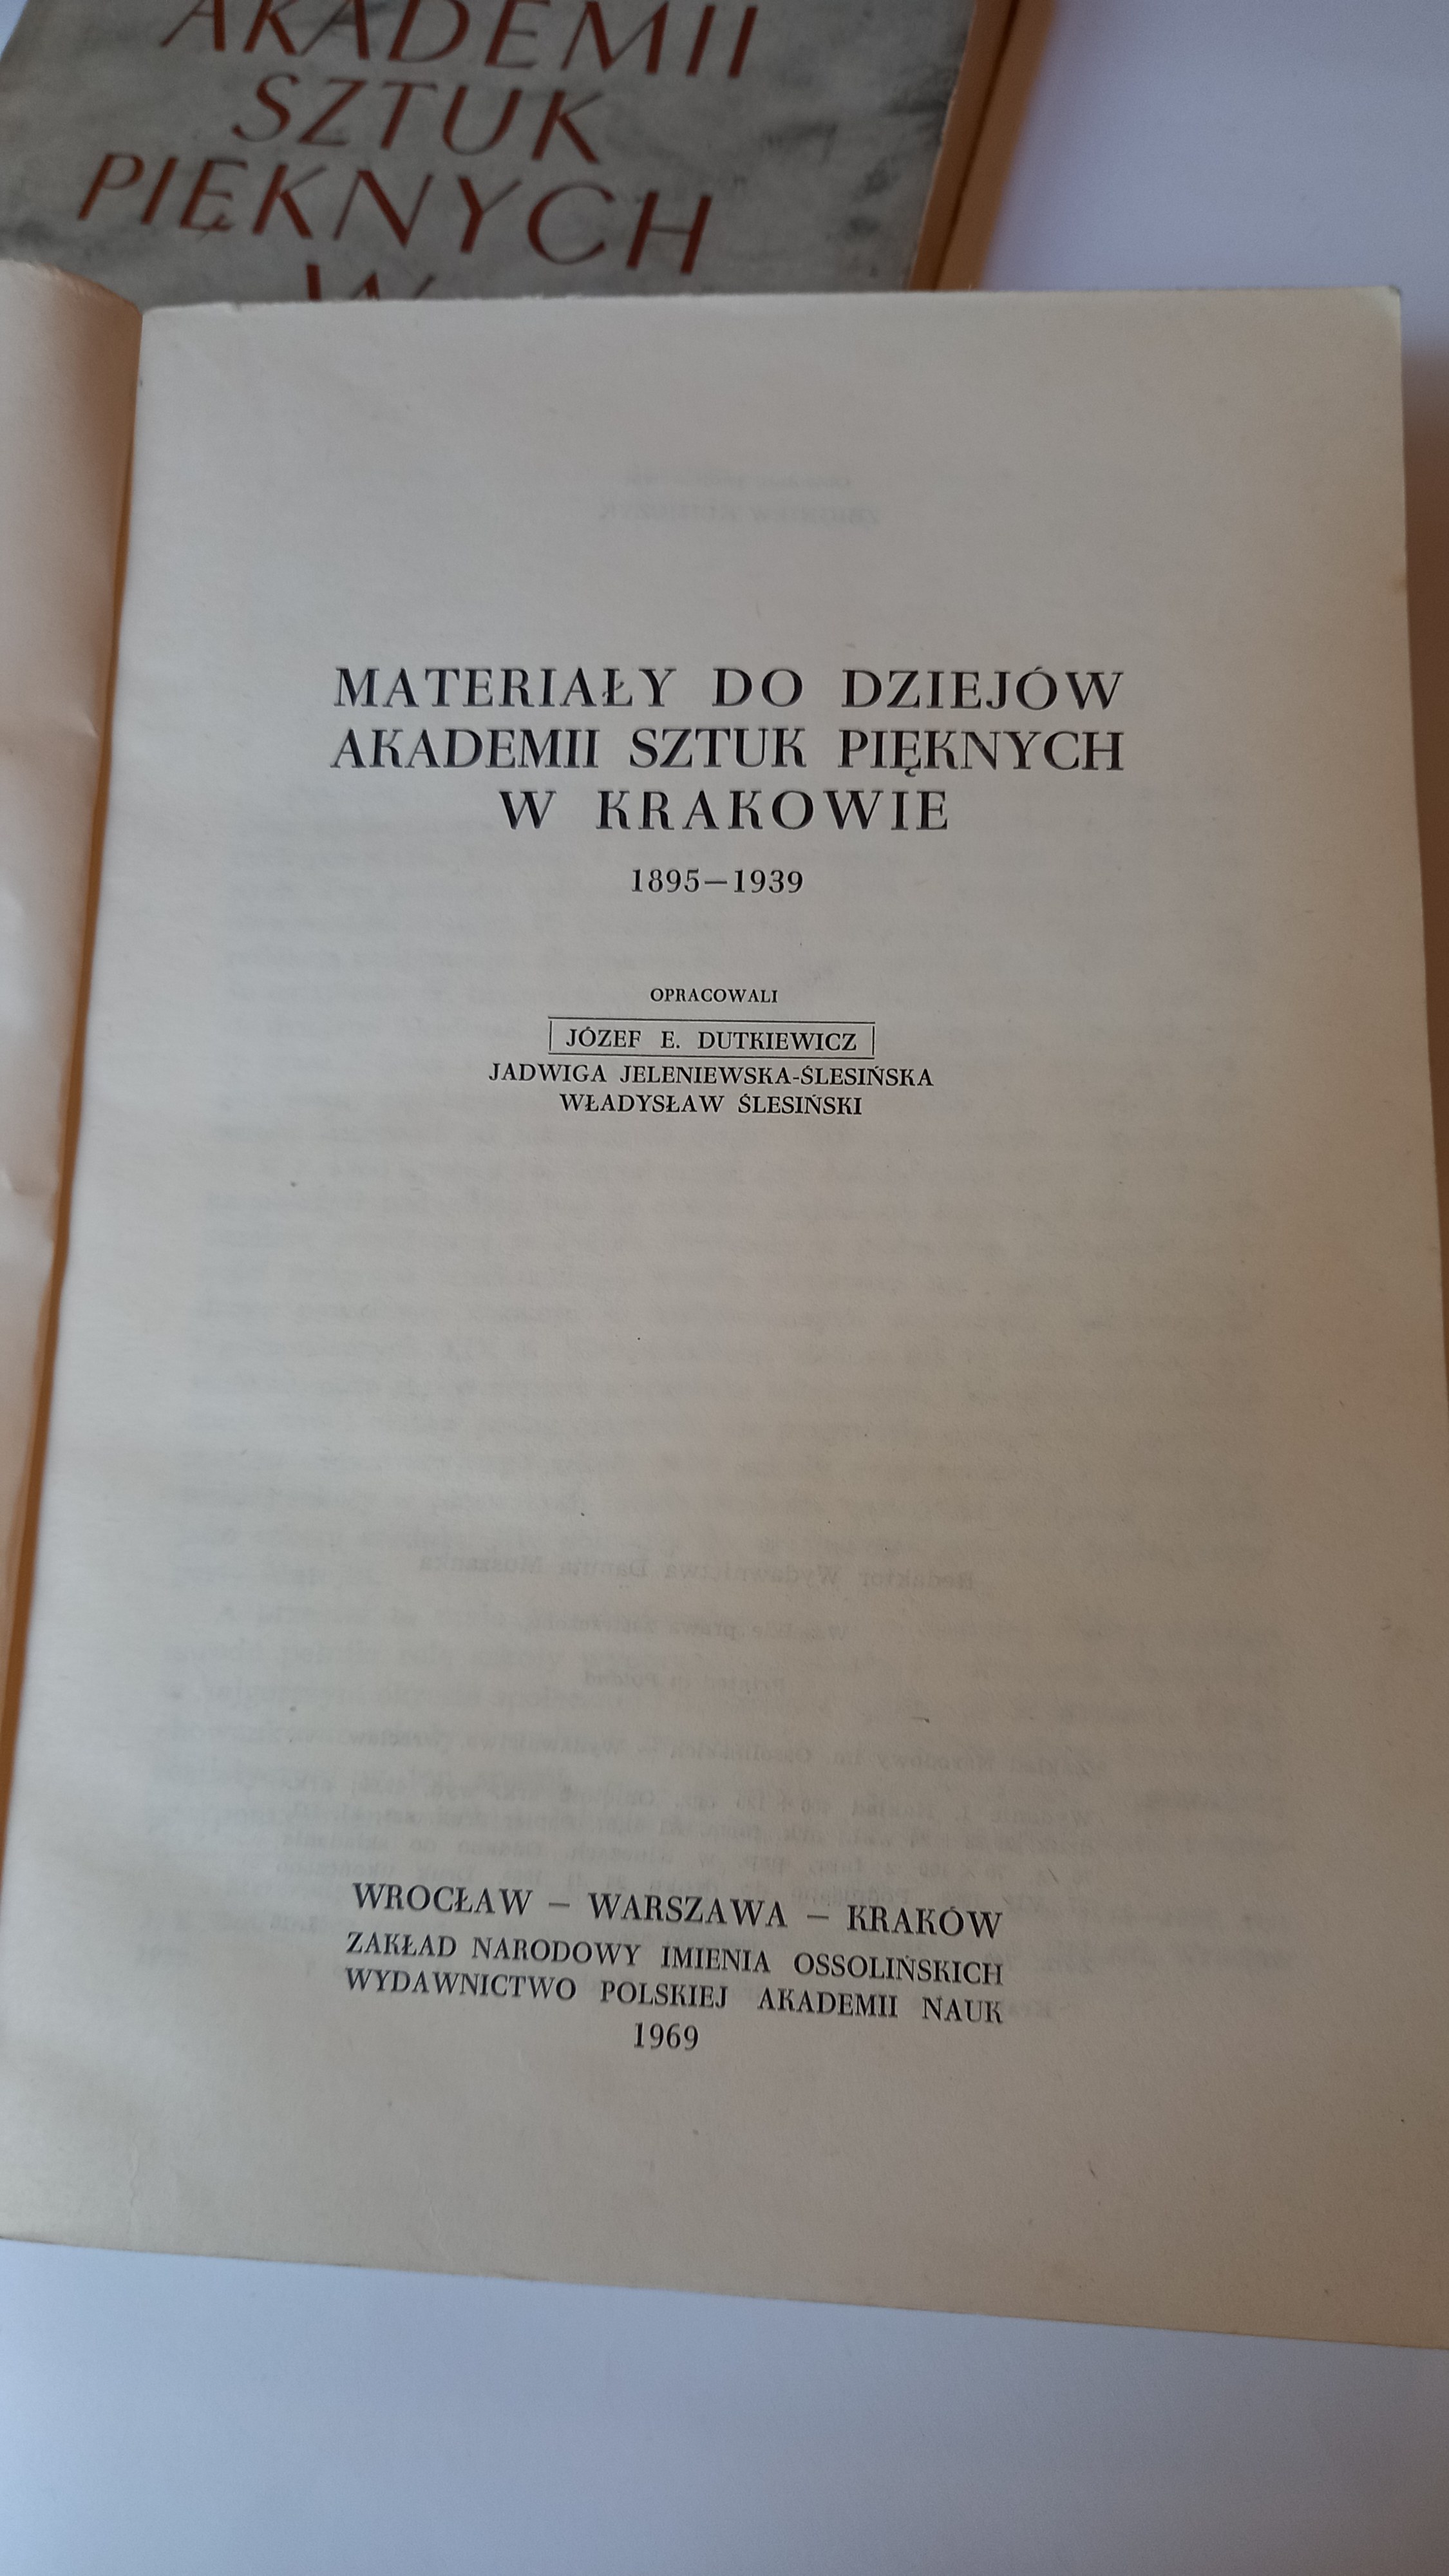 AKADEMII
SZTUK
PIĘKNYCH
W
MATERIAŁY DO DZIEJÓW
AKADEMII SZTUK PIĘKNYCH
W KRAKOWIE
1895—1939
OPRACOWALI
JÓZEF E. DUTKIEWICZ
JADWIGA JELENIEWSKA-ŚLESIŃSKA
WŁADYSŁAW ŚLESIŃSKI
WROCŁAW – WARSZAWA – KRAKÓW
ZAKŁAD NARODOWY IMIENIA OSSOLIŃSKICH
WYDAWNICTWO POLSKIEJ AKADEMII NAUK
1969